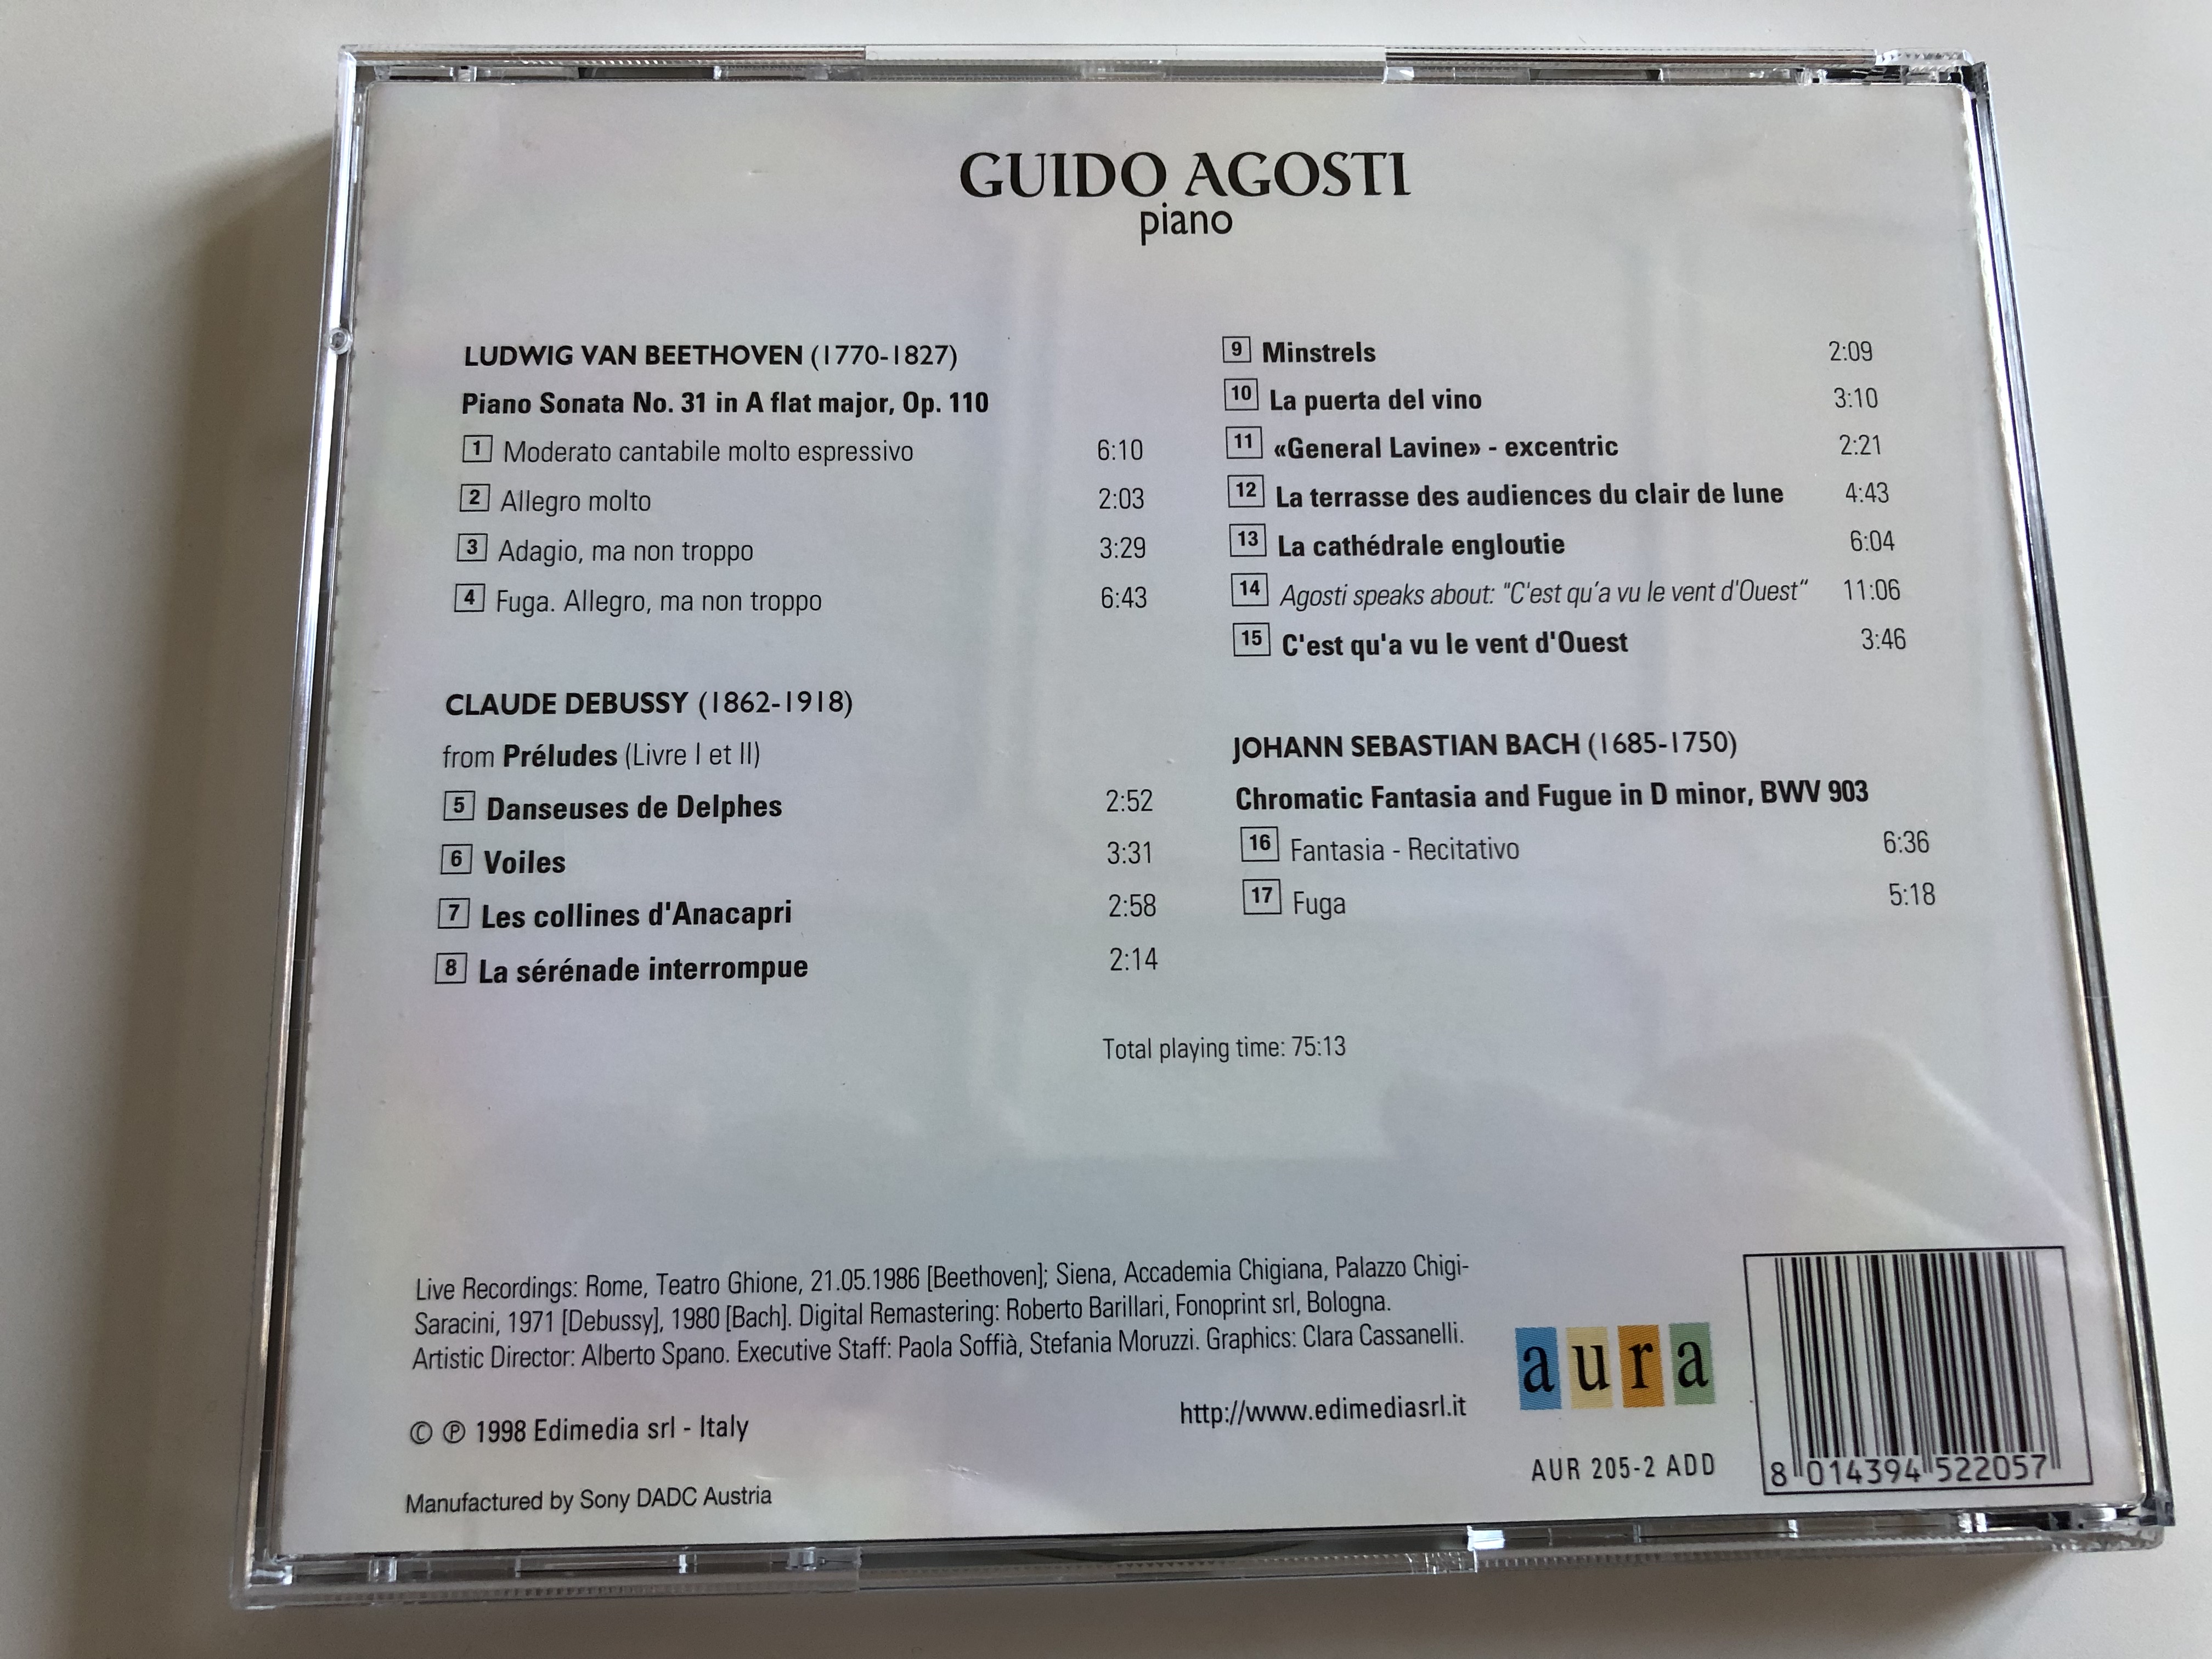 GUIDO AGOSTI
piano
LUDWIG VAN BEETHOVEN (1770-1827)
Piano Sonata No. 31 in A flat major, Op. 110
1 Moderato cantabile molto espressivo 6:10
2 Allegro molto 2:03
3 Adagio, ma non troppo 3:29
4 Fuga. Allegro, ma non troppo 6:43
CLAUDE DEBUSSY (1862-1918)
from Préludes (Livre I et II)
5 Danseuses de Delphes 2:52
6 Voiles 3:31
7 Les collines d'Anacapri 2:58
8 La sérénade interrompue 2:14
9 Minstrels 2:09
10 La puerta del vino 3:10
11 «General Lavine» - excentric 2:21
12 La terrasse des audiences du clair de lune 4:43
13 La cathédrale engloutie 6:04
14 Agosti speaks about: "C'est qu'a vu le vent d'Ouest" 11:06
15 C'est qu'a vu le vent d'Ouest 3:46
JOHANN SEBASTIAN BACH (1685-1750)
Chromatic Fantasia and Fugue in D minor, BWV 903
16 Fantasia - Recitativo 6:36
17 Fuga 5:18
Total playing time: 75:13
Live Recordings: Rome, Teatro Ghione, 21.05.1986 [Beethoven]; Siena, Accademia Chigiana, Palazzo Chigi-
Saracini, 1971 [Debussy], 1980 [Bach]. Digital Remastering: Roberto Barillari, Fonoprint srl, Bologna.
Artistic Director: Alberto Spano. Executive Staff: Paola Soffià, Stefania Moruzzi. Graphics: Clara Cassanelli.
© ℗ 1998 Edimedia srl - Italy
http://www.edimediasrl.it
Manufactured by Sony DADC Austria
aura
AUR 205-2 ADD
8 014394 522057